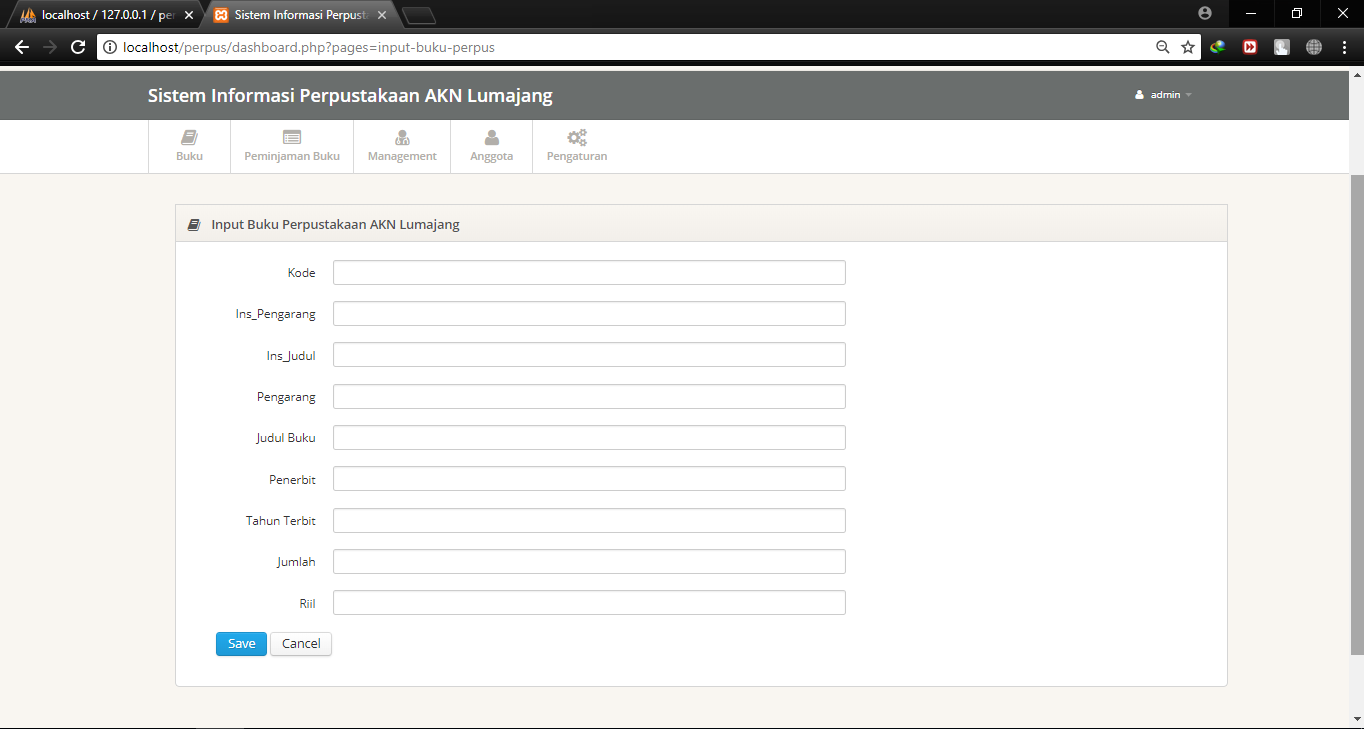 localhost / 127.0.0.1 / per
Sistem Informasi Perpusta
localhost/perpus/dashboard.php?pages=input-buku-perpus
Sistem Informasi Perpustakaan AKN Lumajang
admin
Buku
Peminjaman Buku
Management
Anggota
Pengaturan
Input Buku Perpustakaan AKN Lumajang
Kode
Ins_Pengarang
Ins_Judul
Pengarang
Judul Buku
Penerbit
Tahun Terbit
Jumlah
Riil
Save Cancel